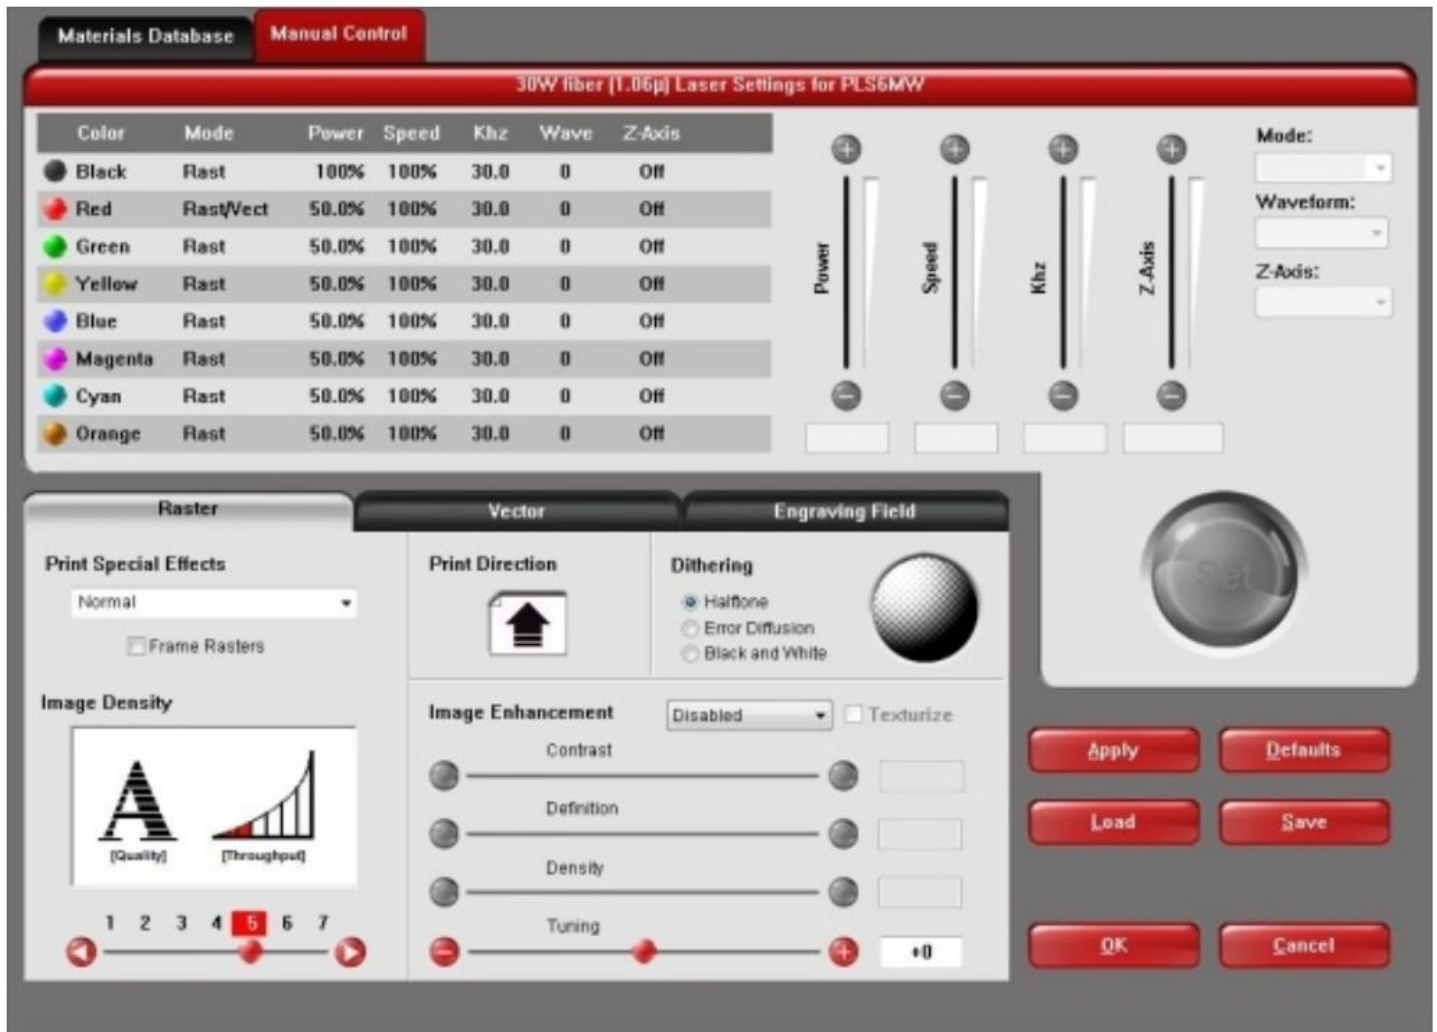 Materials Database Manual Control
30W fiber (1.06µ) Laser Settings for PLS6MW
Color Mode Power Speed Khz Wave Z-Axis
Black Rast 100% 100% 30.0 0 Off
Red Rast/Vect 50.0% 100% 30.0 0 Off
Green Rast 50.0% 100% 30.0 0 Off
Yellow Rast 50.0% 100% 30.0 0 Off
Blue Rast 50.0% 100% 30.0 0 Off
Magenta Rast 50.0% 100% 30.0 0 Off
Cyan Rast 50.0% 100% 30.0 0 Off
Orange Rast 50.0% 100% 30.0 0 Off
Power
Speed
Khz
Z-Axis
Mode:
Waveform:
Z-Axis:
Set
Raster Vector Engraving Field
Print Special Effects
Normal
Frame Rasters
Image Density
A
[Quality] [Throughput]
1 2 3 4 5 6 7
Print Direction
Dithering
Halftone
Error Diffusion
Black and White
Image Enhancement Disabled Texturize
Contrast
Definition
Density
Tuning
+0
Apply Defaults
Load Save
OK Cancel